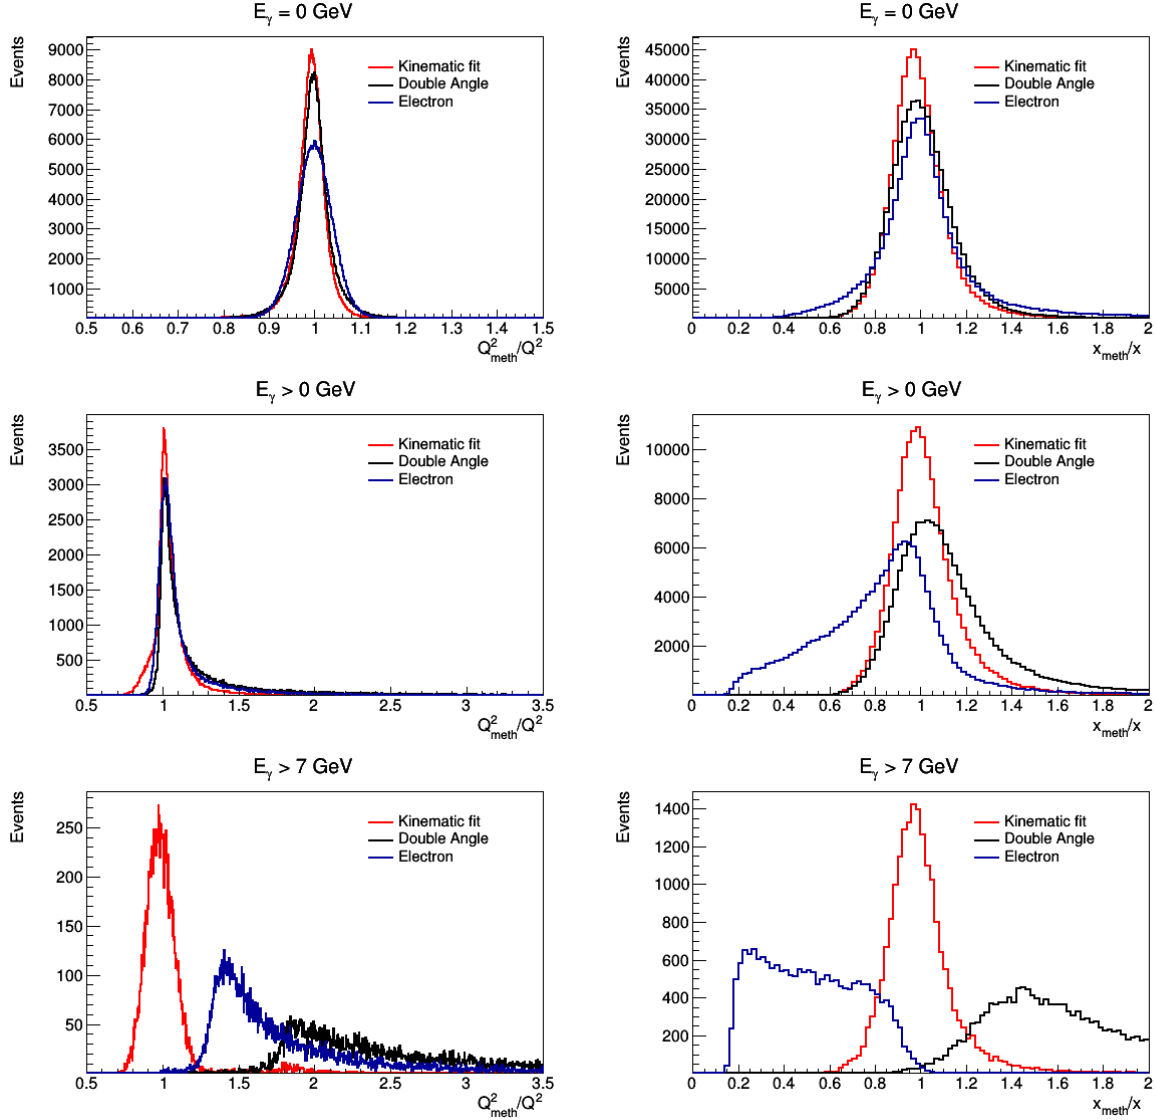 E_γ = 0 GeV
Events
9000
8000
7000
6000
5000
4000
3000
2000
1000
Kinematic fit
Double Angle
Electron
0.5 0.6 0.7 0.8 0.9 1 1.1 1.2 1.3 1.4 1.5
Q²_meth/Q²
E_γ = 0 GeV
Events
45000
40000
35000
30000
25000
20000
15000
10000
5000
Kinematic fit
Double Angle
Electron
0 0.2 0.4 0.6 0.8 1 1.2 1.4 1.6 1.8 2
x_meth/x
E_γ > 0 GeV
Events
3500
3000
2500
2000
1500
1000
500
Kinematic fit
Double Angle
Electron
0.5 1 1.5 2 2.5 3 3.5
Q²_meth/Q²
E_γ > 0 GeV
Events
10000
8000
6000
4000
2000
Kinematic fit
Double Angle
Electron
0 0.2 0.4 0.6 0.8 1 1.2 1.4 1.6 1.8 2
x_meth/x
E_γ > 7 GeV
Events
250
200
150
100
50
Kinematic fit
Double Angle
Electron
0.5 1 1.5 2 2.5 3 3.5
Q²_meth/Q²
E_γ > 7 GeV
Events
1400
1200
1000
800
600
400
200
Kinematic fit
Double Angle
Electron
0 0.2 0.4 0.6 0.8 1 1.2 1.4 1.6 1.8 2
x_meth/x